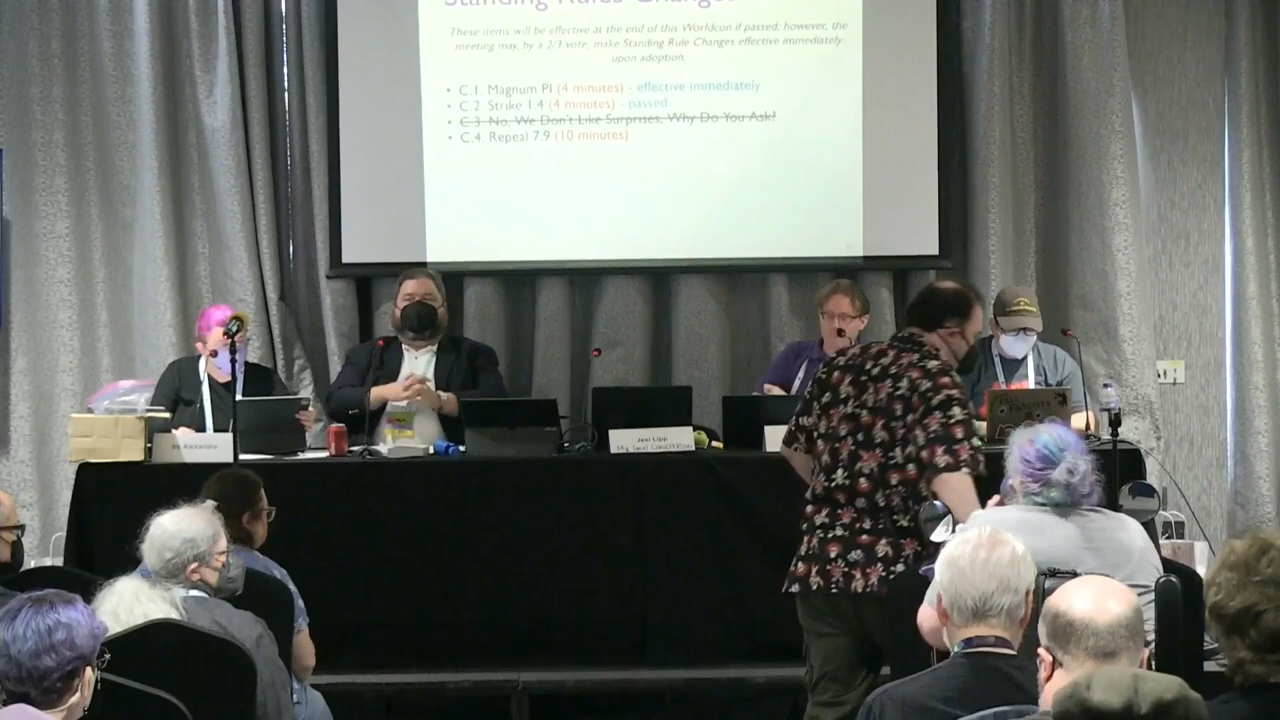 Standing Rules Changes
These items will be effective at the end of this Worldcon if passed; however, the
meeting may, by a 2/3 vote, make Standing Rule Changes effective immediately
upon adoption.
• C.1. Magnum PI (4 minutes) - effective immediately
• C.2. Strike 1.4 (4 minutes) - passed
• C.3. No, We Don't Like Surprises, Why Do You Ask?
• C.4. Repeal 7.9 (10 minutes)
Alexandre
Jesi Lipp